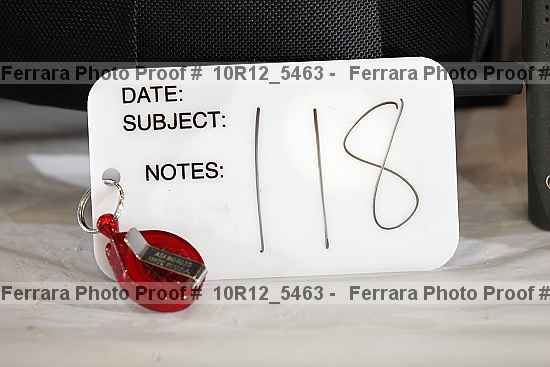 Ferrara Photo Proof # 10R12_5463 - Ferrara Photo Proof #
DATE:
SUBJECT:
NOTES:
118
Ferrara Photo Proof # 10R12_5463 - Ferrara Photo Proof #